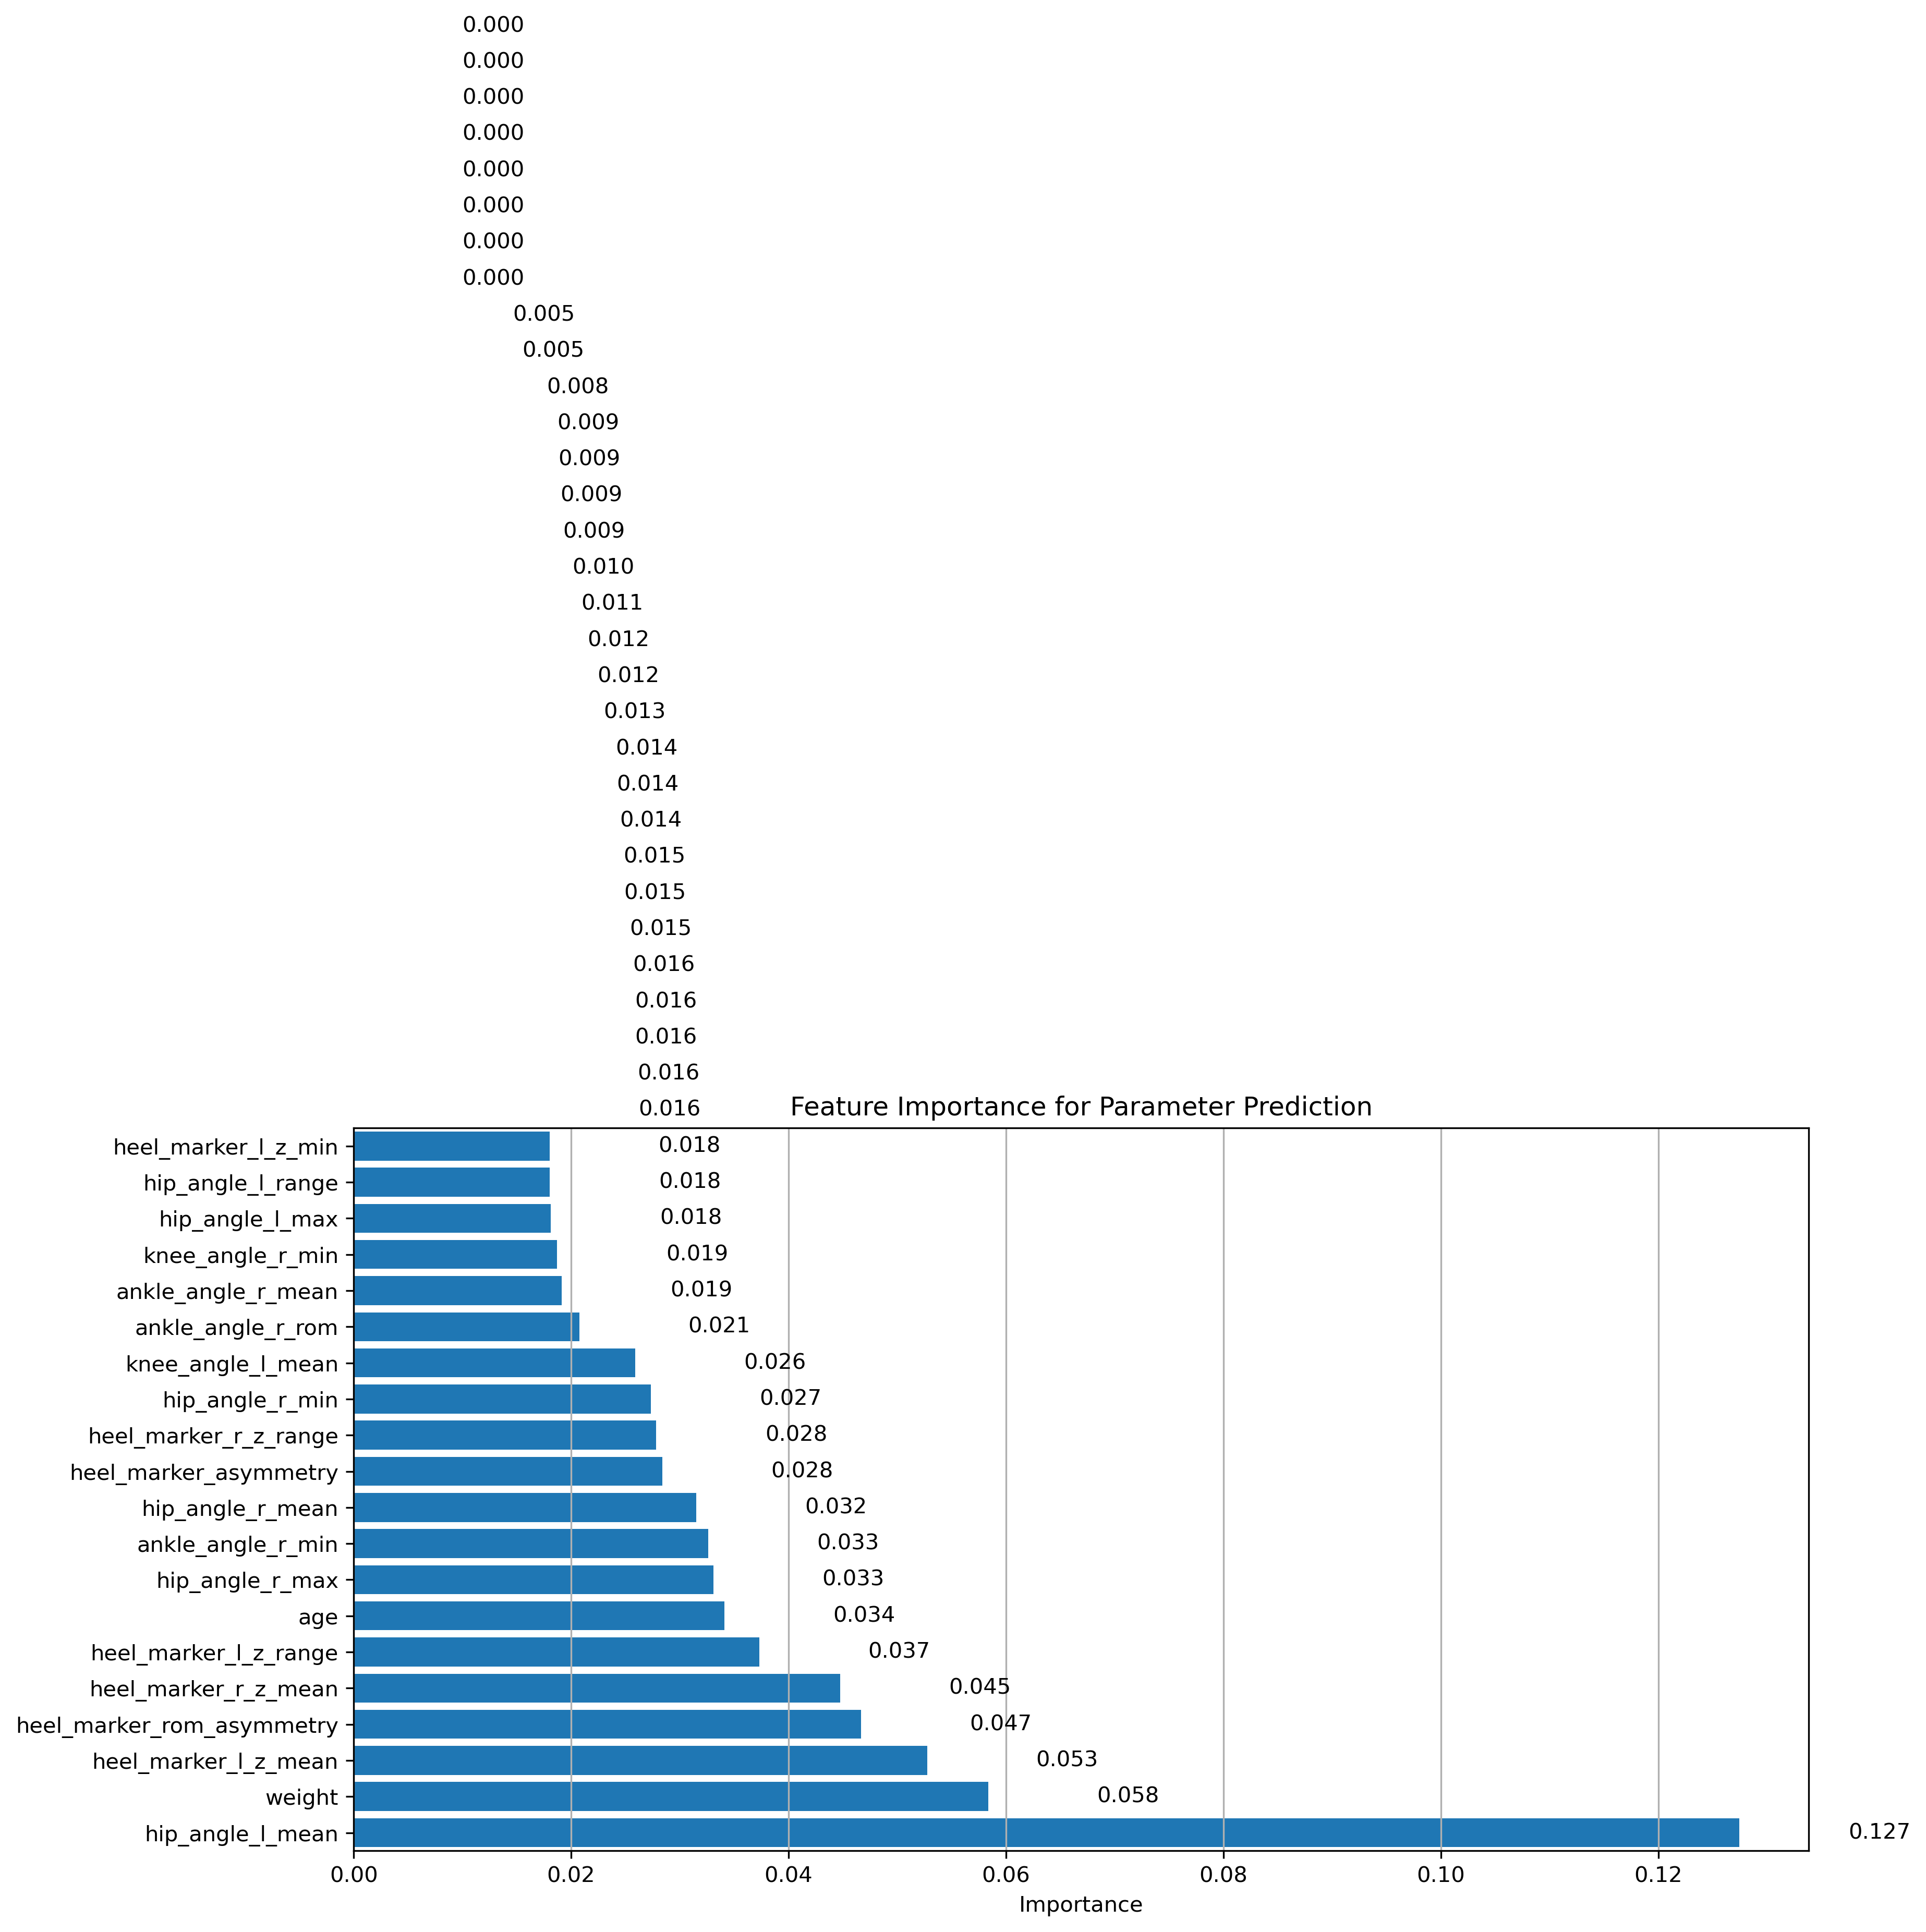 0.000
0.000
0.000
0.000
0.000
0.000
0.000
0.000
0.005
0.005
0.008
0.009
0.009
0.009
0.009
0.010
0.011
0.012
0.012
0.013
0.014
0.014
0.014
0.015
0.015
0.015
0.016
0.016
0.016
0.016
0.016
Feature Importance for Parameter Prediction
heel_marker_l_z_min 0.018
hip_angle_l_range 0.018
hip_angle_l_max 0.018
knee_angle_r_min 0.019
ankle_angle_r_mean 0.019
ankle_angle_r_rom 0.021
knee_angle_l_mean 0.026
hip_angle_r_min 0.027
heel_marker_r_z_range 0.028
heel_marker_asymmetry 0.028
hip_angle_r_mean 0.032
ankle_angle_r_min 0.033
hip_angle_r_max 0.033
age 0.034
heel_marker_l_z_range 0.037
heel_marker_r_z_mean 0.045
heel_marker_rom_asymmetry 0.047
heel_marker_l_z_mean 0.053
weight 0.058
hip_angle_l_mean 0.127
0.00 0.02 0.04 0.06 0.08 0.10 0.12
Importance